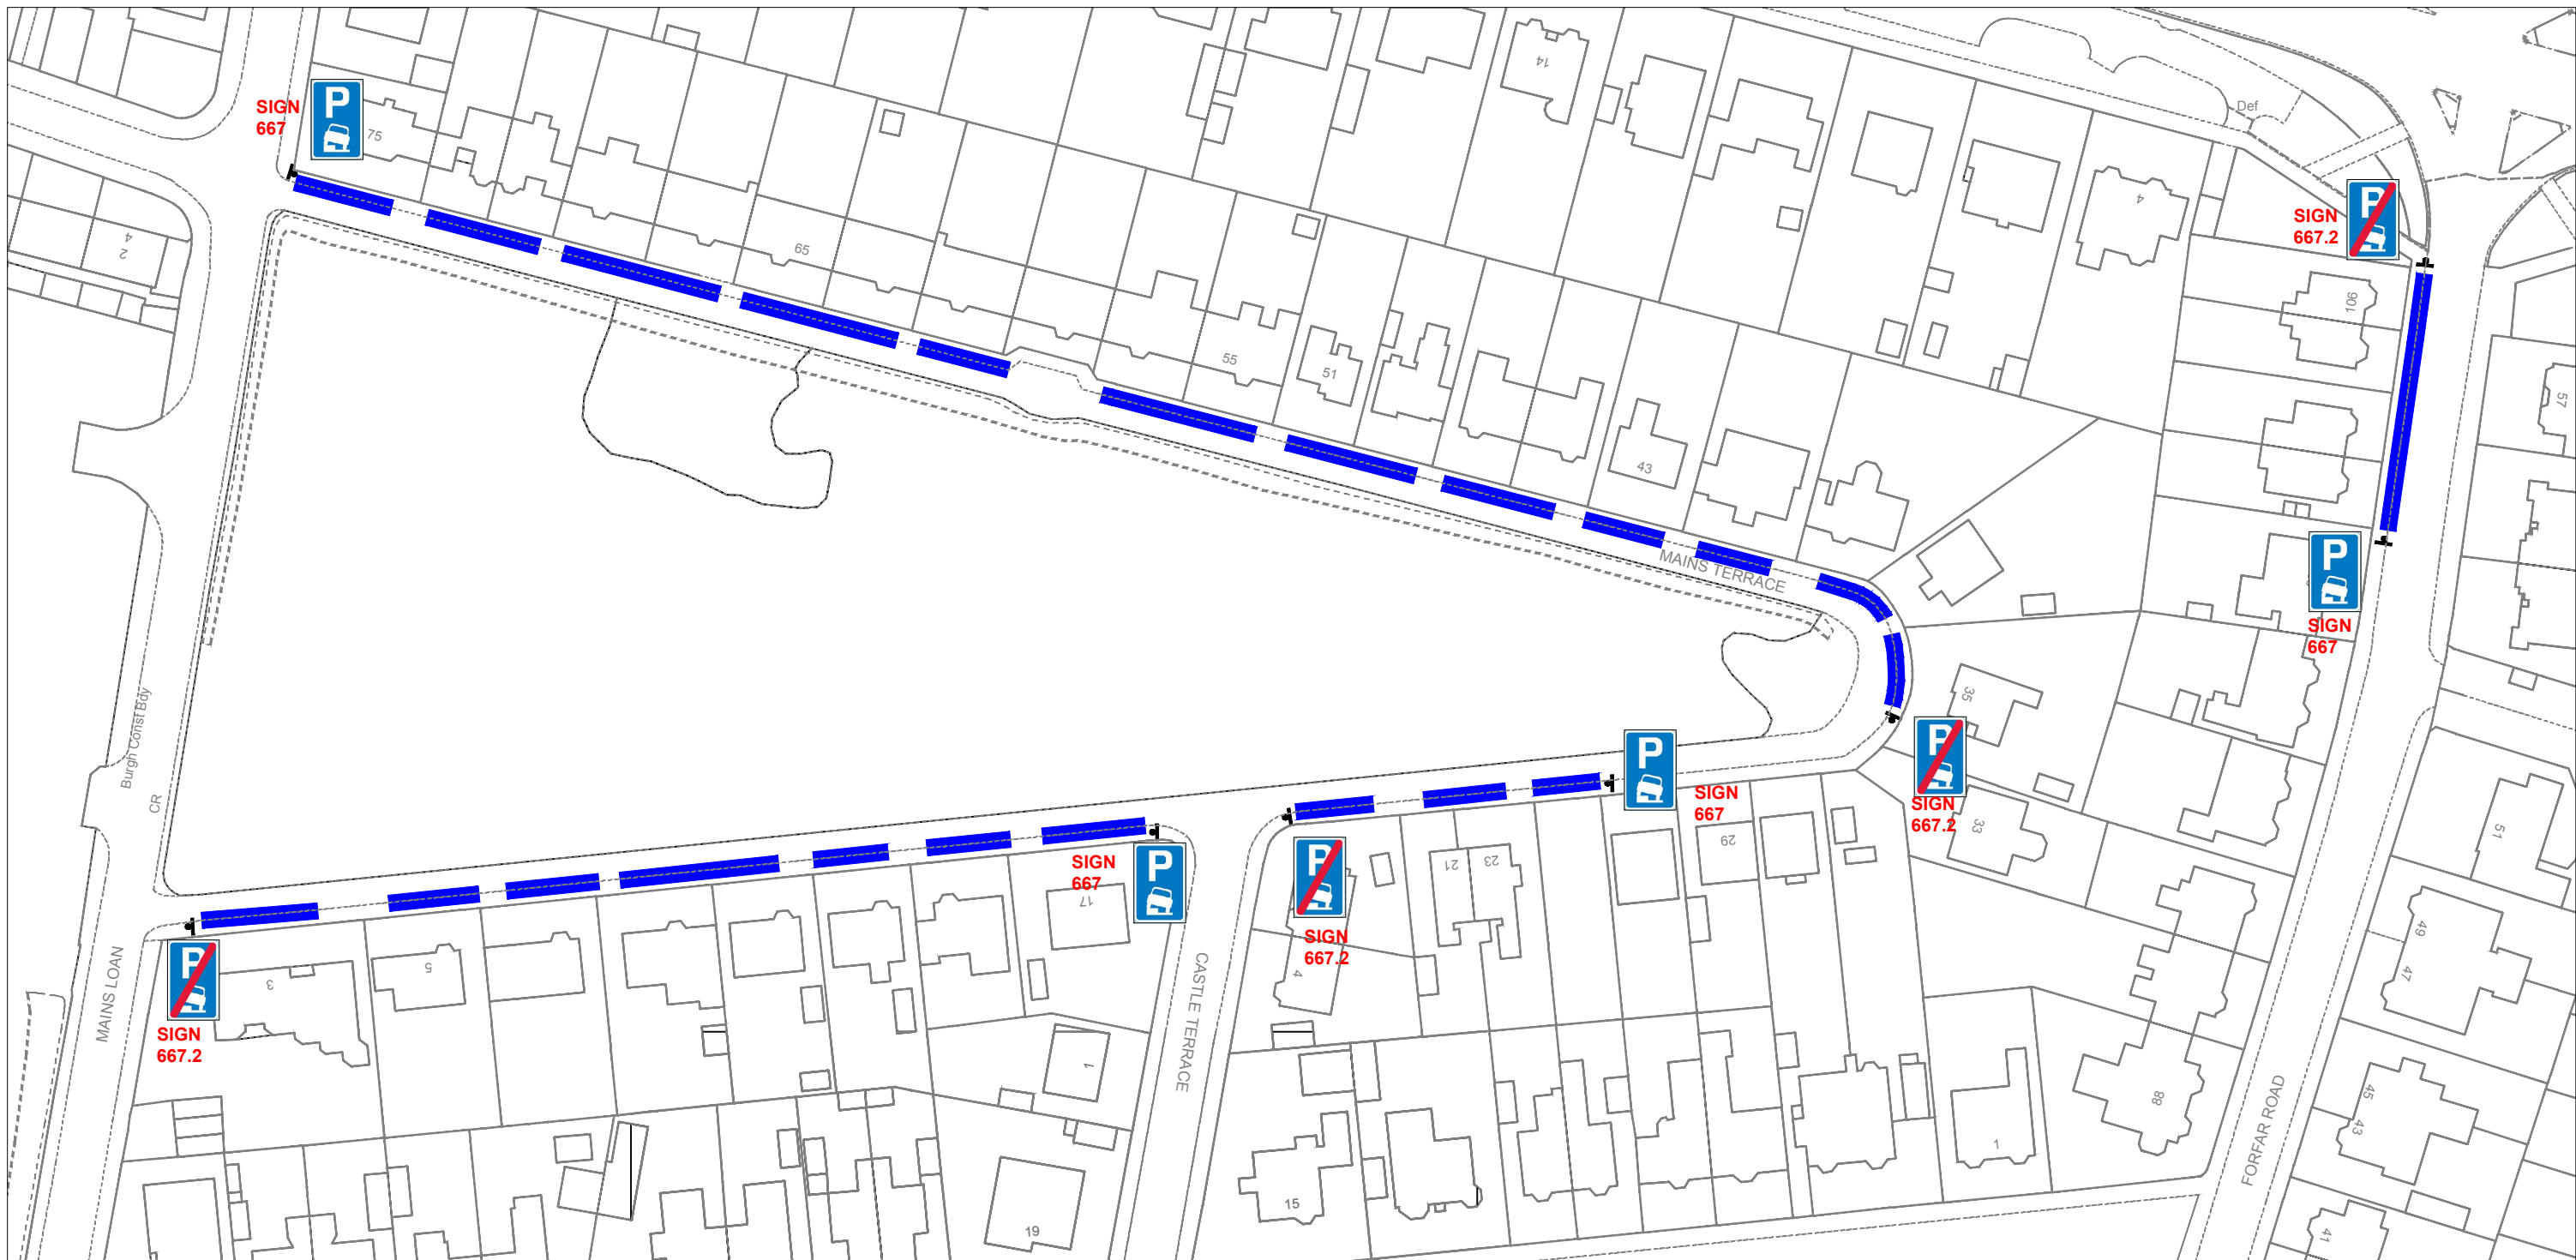 14
Def
P
SIGN
667
75
4
P
SIGN
667.2
2 4
65
106
55
51
57
43
P
MAINS TERRACE
SIGN
667
35
Burgh Const Bdy
P
P
SIGN
667
SIGN
667.2
CR
33
29
51
P
SIGN
667
17
P
21
23
SIGN
667.2
4
49
47
MAINS LOAN
P
3
5
SIGN
667.2
CASTLE TERRACE
1
88
45
43
FORFAR ROAD
1
15
19
41